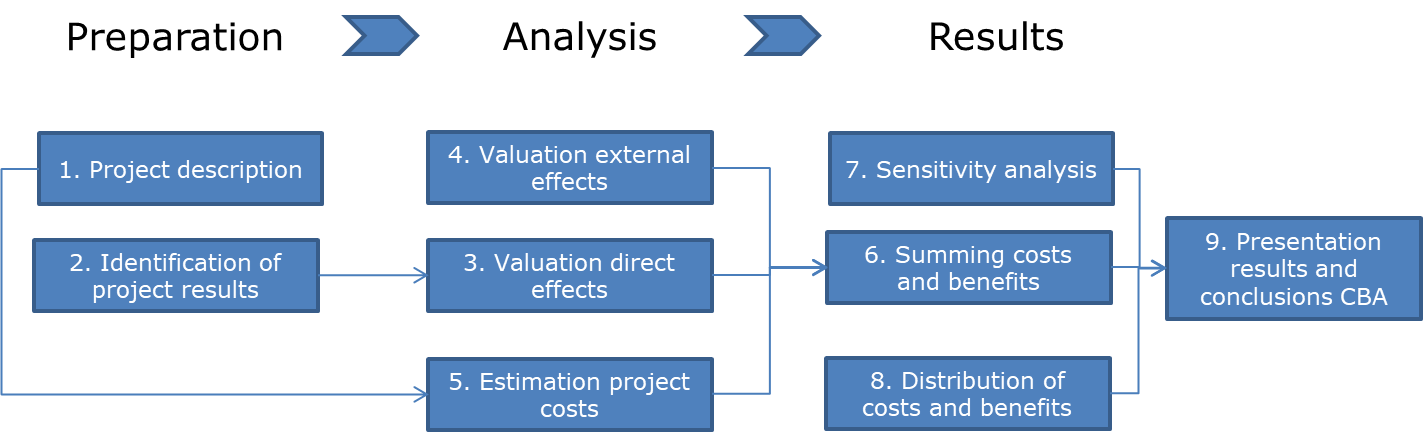 Preparation
Analysis
Results
1. Project description
2. Identification of
project results
4. Valuation external
effects
3. Valuation direct
effects
5. Estimation project
costs
7. Sensitivity analysis
6. Summing costs
and benefits
8. Distribution of
costs and benefits
9. Presentation
results and
conclusions CBA